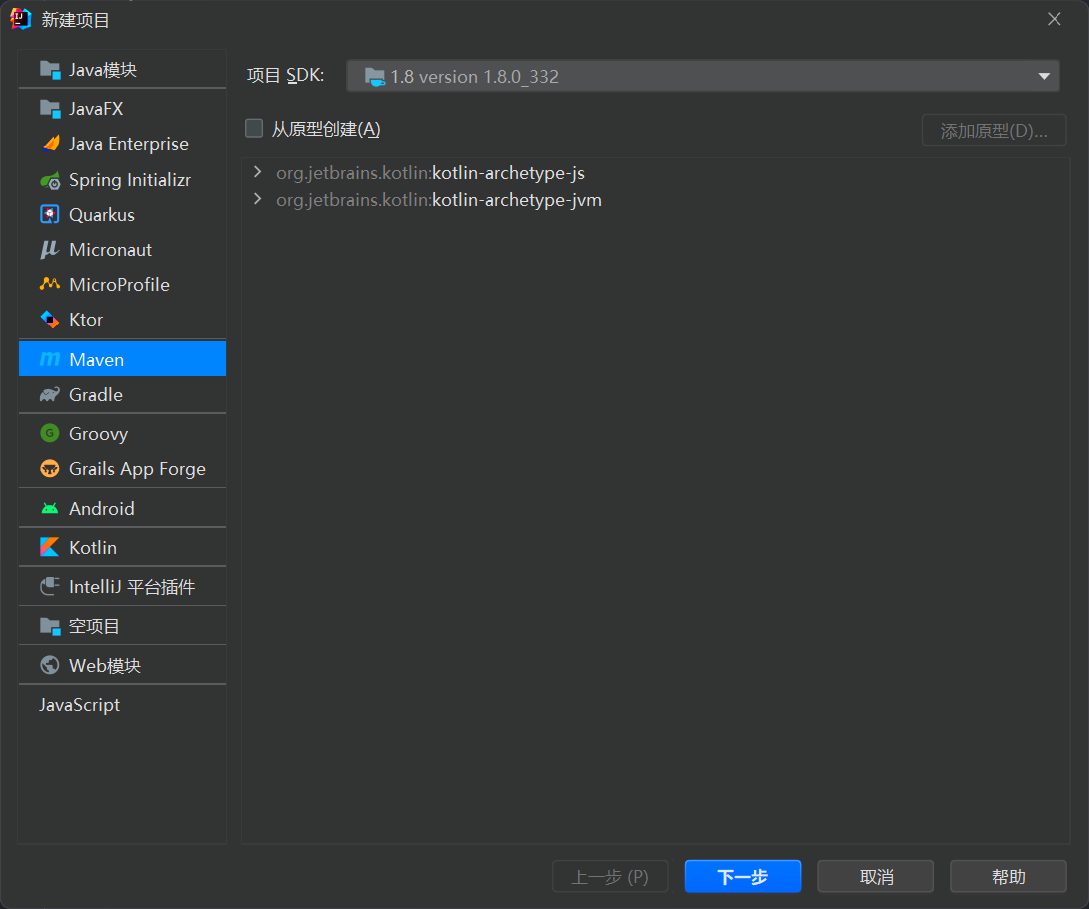 新建项目
Java模块
JavaFX
Java Enterprise
Spring Initializr
Quarkus
Micronaut
MicroProfile
Ktor
Maven
Gradle
Groovy
Grails App Forge
Android
Kotlin
IntelliJ 平台插件
空项目
Web模块
JavaScript
项目 SDK:
1.8 version 1.8.0_332
从原型创建(A)
添加原型(D)...
org.jetbrains.kotlin:kotlin-archetype-js
org.jetbrains.kotlin:kotlin-archetype-jvm
上一步 (P)
下一步
取消
帮助